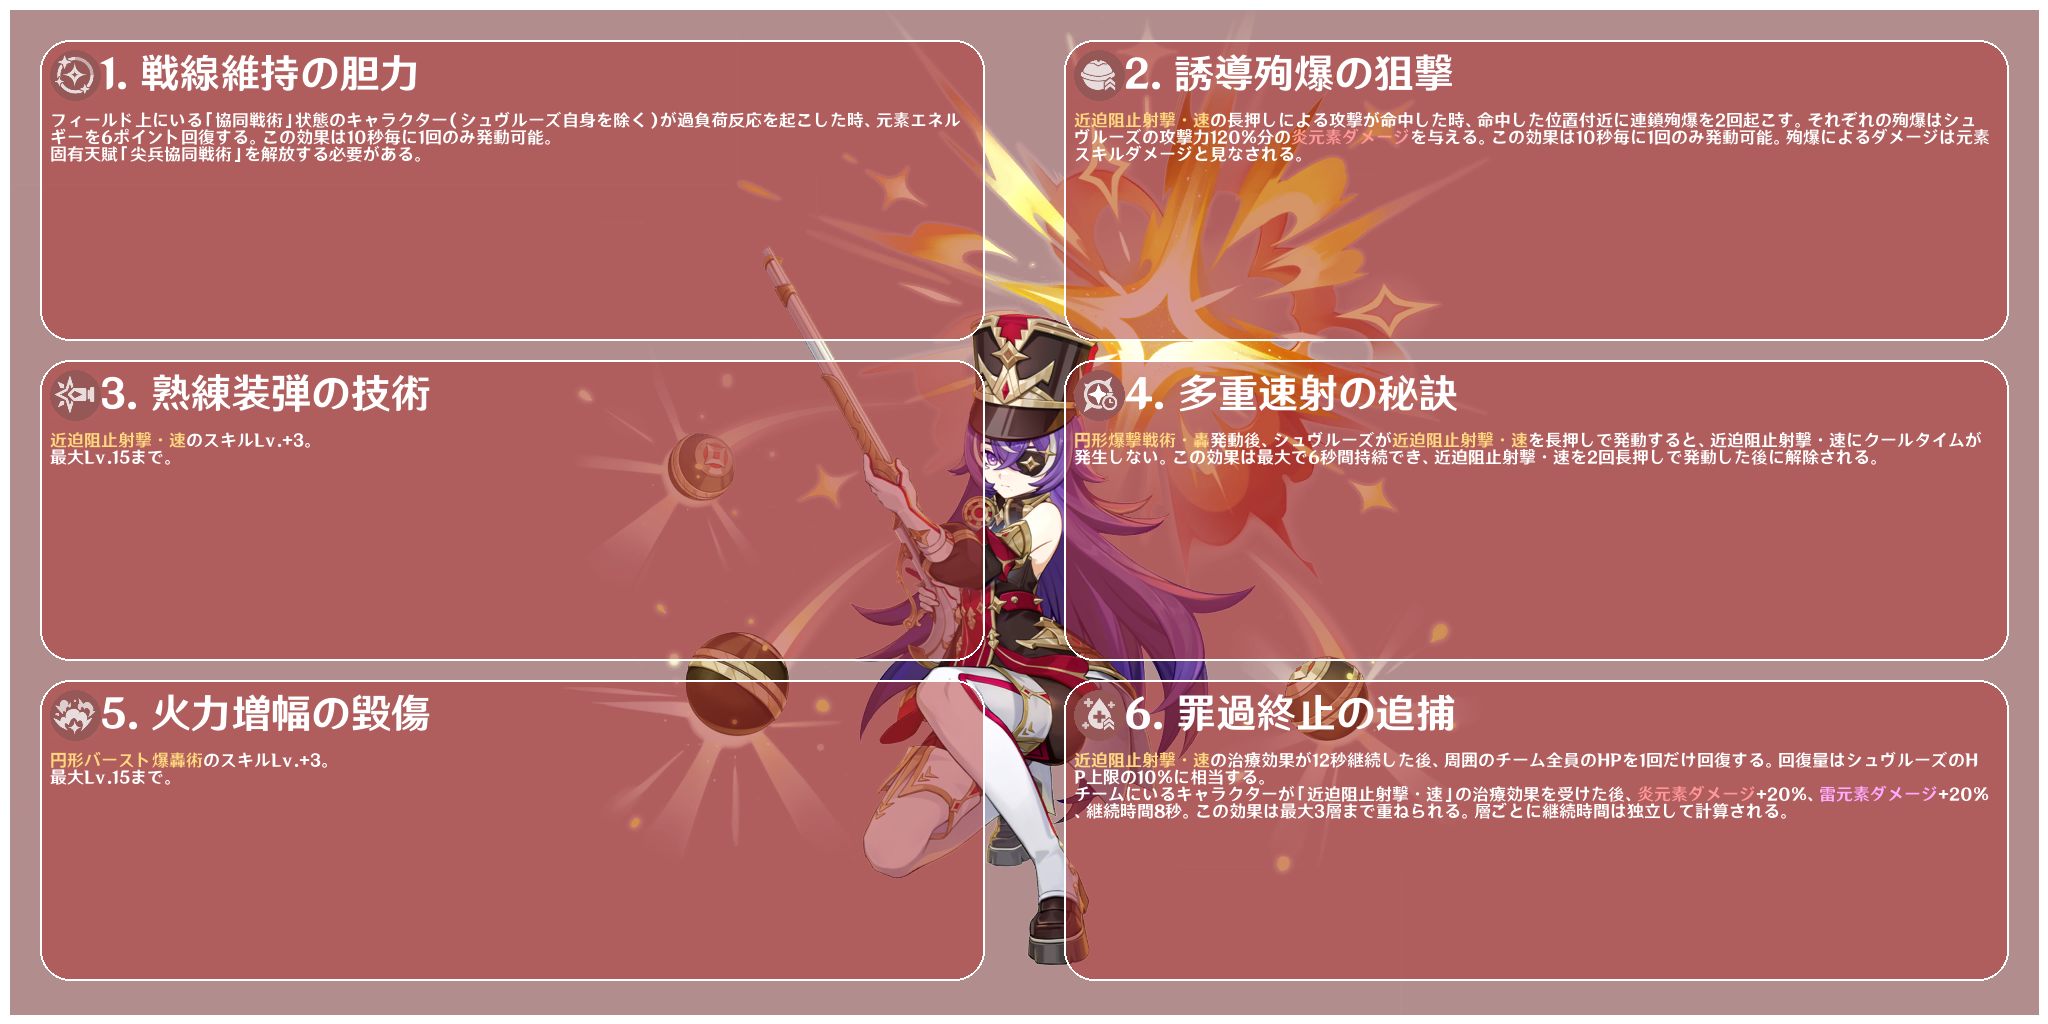 1. 戦線維持の胆力
フィールド上にいる「協同戦術」状態のキャラクター(シュヴルーズ自身を除く)が過負荷反応を起こした時、元素エネル
ギーを6ポイント回復する。この効果は10秒毎に1回のみ発動可能。
固有天賦「尖兵協同戦術」を解放する必要がある。
2. 誘導殉爆の狙撃
近迫阻止射撃・速の長押しによる攻撃が命中した時、命中した位置付近に連鎖殉爆を2回起こす。それぞれの殉爆はシュ
ヴルーズの攻撃力120%分の炎元素ダメージを与える。この効果は10秒毎に1回のみ発動可能。殉爆によるダメージは元素
スキルダメージと見なされる。
3. 熟練装弾の技術
近迫阻止射撃・速のスキルLv.+3。
最大Lv.15まで。
4. 多重速射の秘訣
円形爆撃戦術・轟発動後、シュヴルーズが近迫阻止射撃・速を長押しで発動すると、近迫阻止射撃・速にクールタイムが
発生しない。この効果は最大で6秒間持続でき、近迫阻止射撃・速を2回長押しで発動した後に解除される。
5. 火力増幅の毀傷
円形バースト爆轟術のスキルLv.+3。
最大Lv.15まで。
6. 罪過終止の追捕
近迫阻止射撃・速の治療効果が12秒継続した後、周囲のチーム全員のHPを1回だけ回復する。回復量はシュヴルーズのH
P上限の10%に相当する。
チームにいるキャラクターが「近迫阻止射撃・速」の治療効果を受けた後、炎元素ダメージ+20%、雷元素ダメージ+20%
、継続時間8秒。この効果は最大3層まで重ねられる。層ごとに継続時間は独立して計算される。